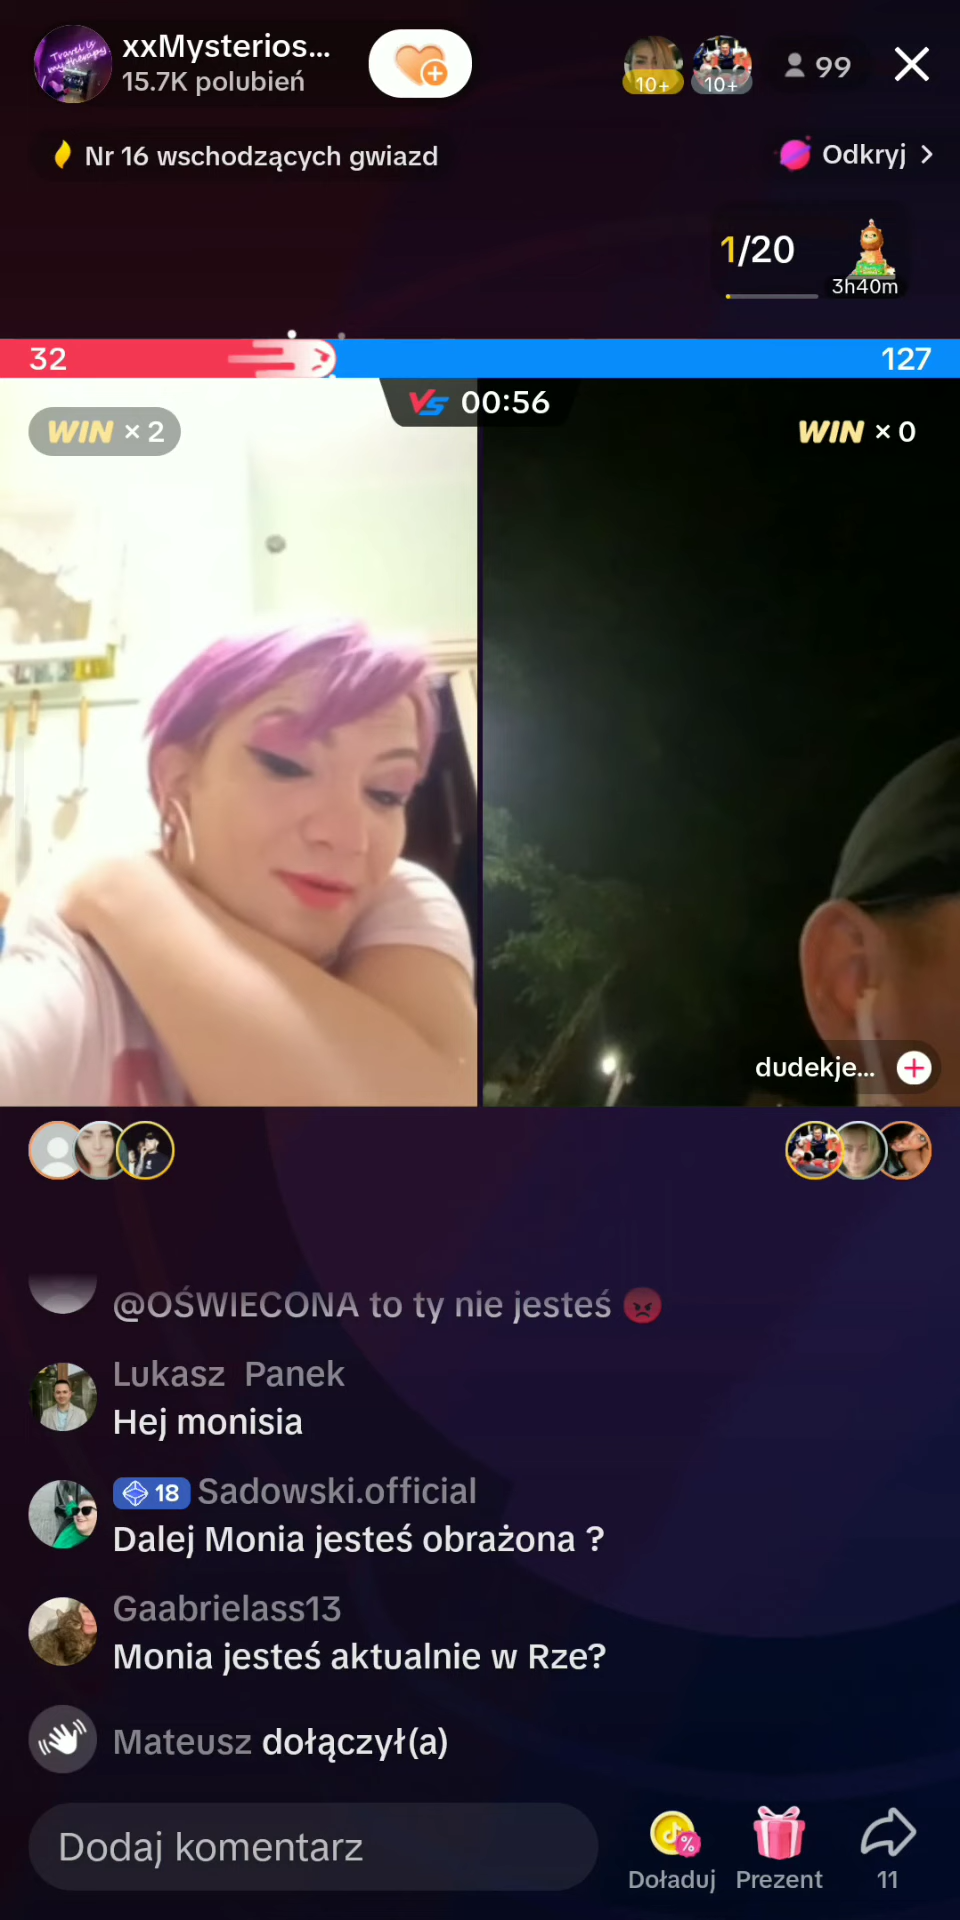 xxMysterios...
15.7K polubień
10+
10+
99
Nr 16 wschodzących gwiazd
Odkryj
1/20
3h40m
32
127
VS 00:56
WIN × 2
WIN × 0
dudekje...
@OŚWIECONA to ty nie jesteś
Lukasz Panek
Hej monisia
18 Sadowski.official
Dalej Monia jesteś obrażona ?
Gaabrielass13
Monia jesteś aktualnie w Rze?
Mateusz dołączył(a)
Dodaj komentarz
Doładuj
Prezent
11